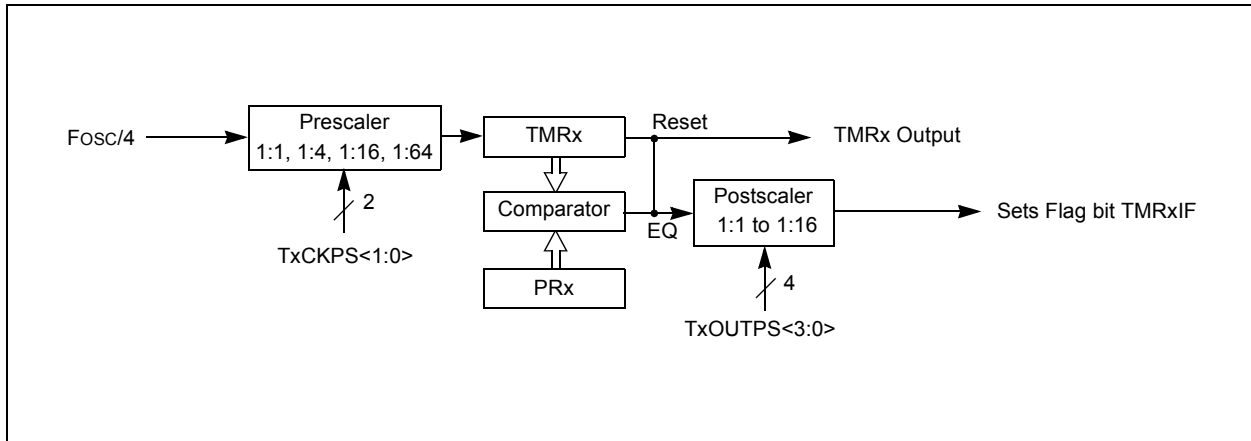 Fosc/4
Prescaler
1:1, 1:4, 1:16, 1:64
2
TxCKPS<1:0>
TMRx
Comparator
PRx
Reset
EQ
TMRx Output
Postscaler
1:1 to 1:16
4
TxOUTPS<3:0>
Sets Flag bit TMRxIF